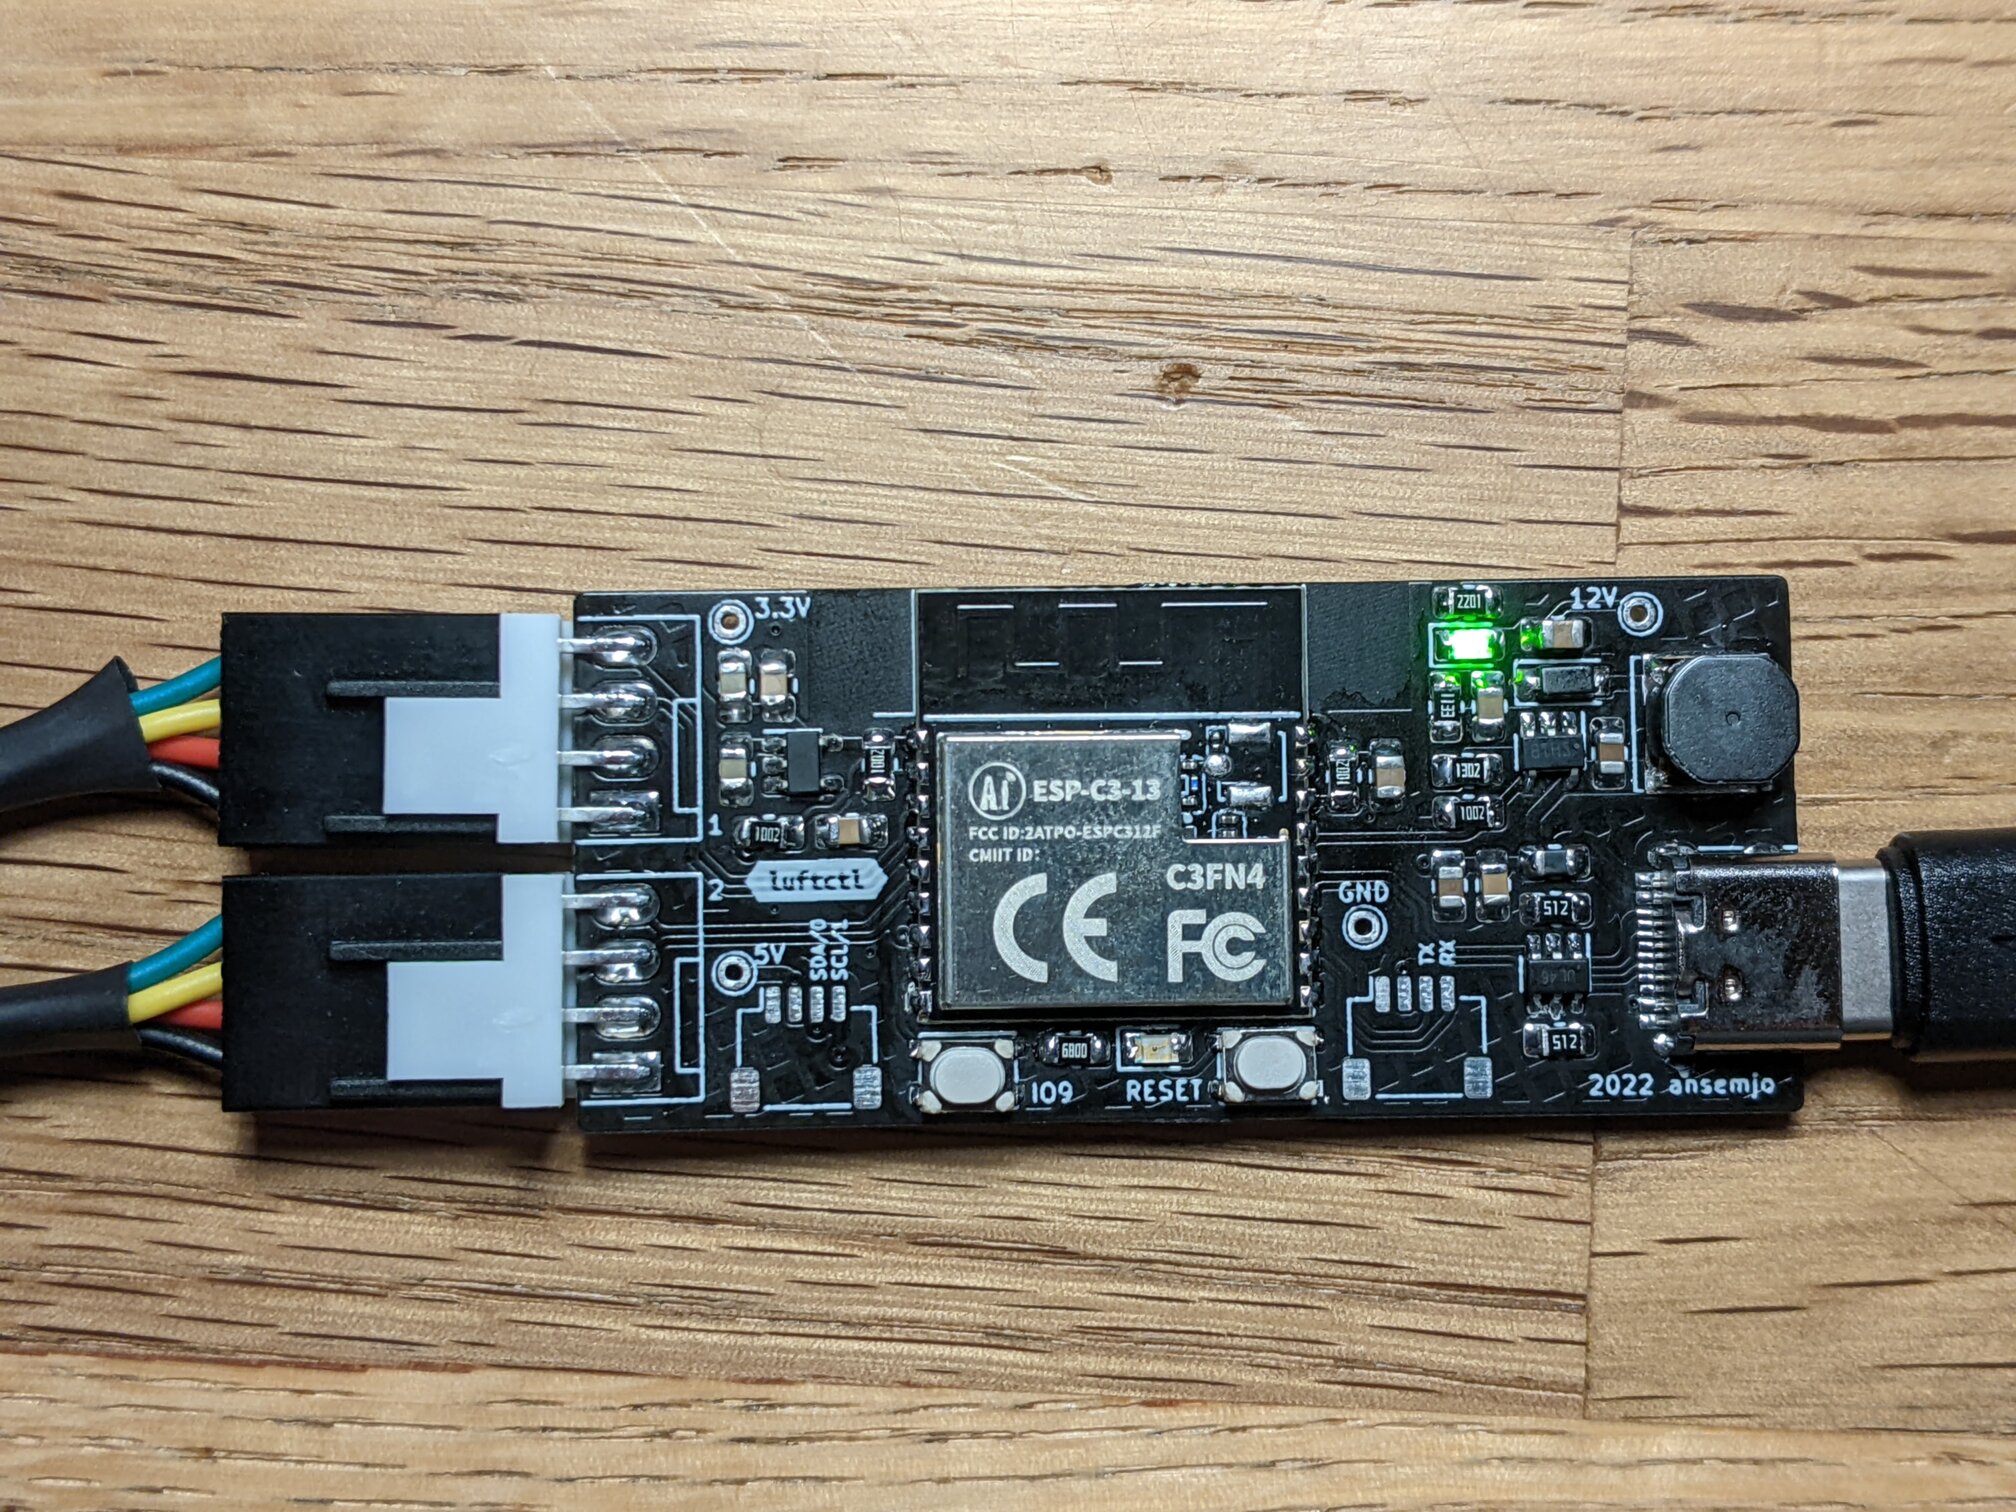 3.3V
2201
12V
1002
1002
1302
1002
1
1002
Ai ESP-C3-13
FCC ID:2ATPO-ESPC312F
CMIIT ID:
C3FN4
CE
FC
luftctl
2
5V
SDA/0
SCL/1
GND
TX
RX
512
512
6800
IO9
RESET
2022 ansemjo